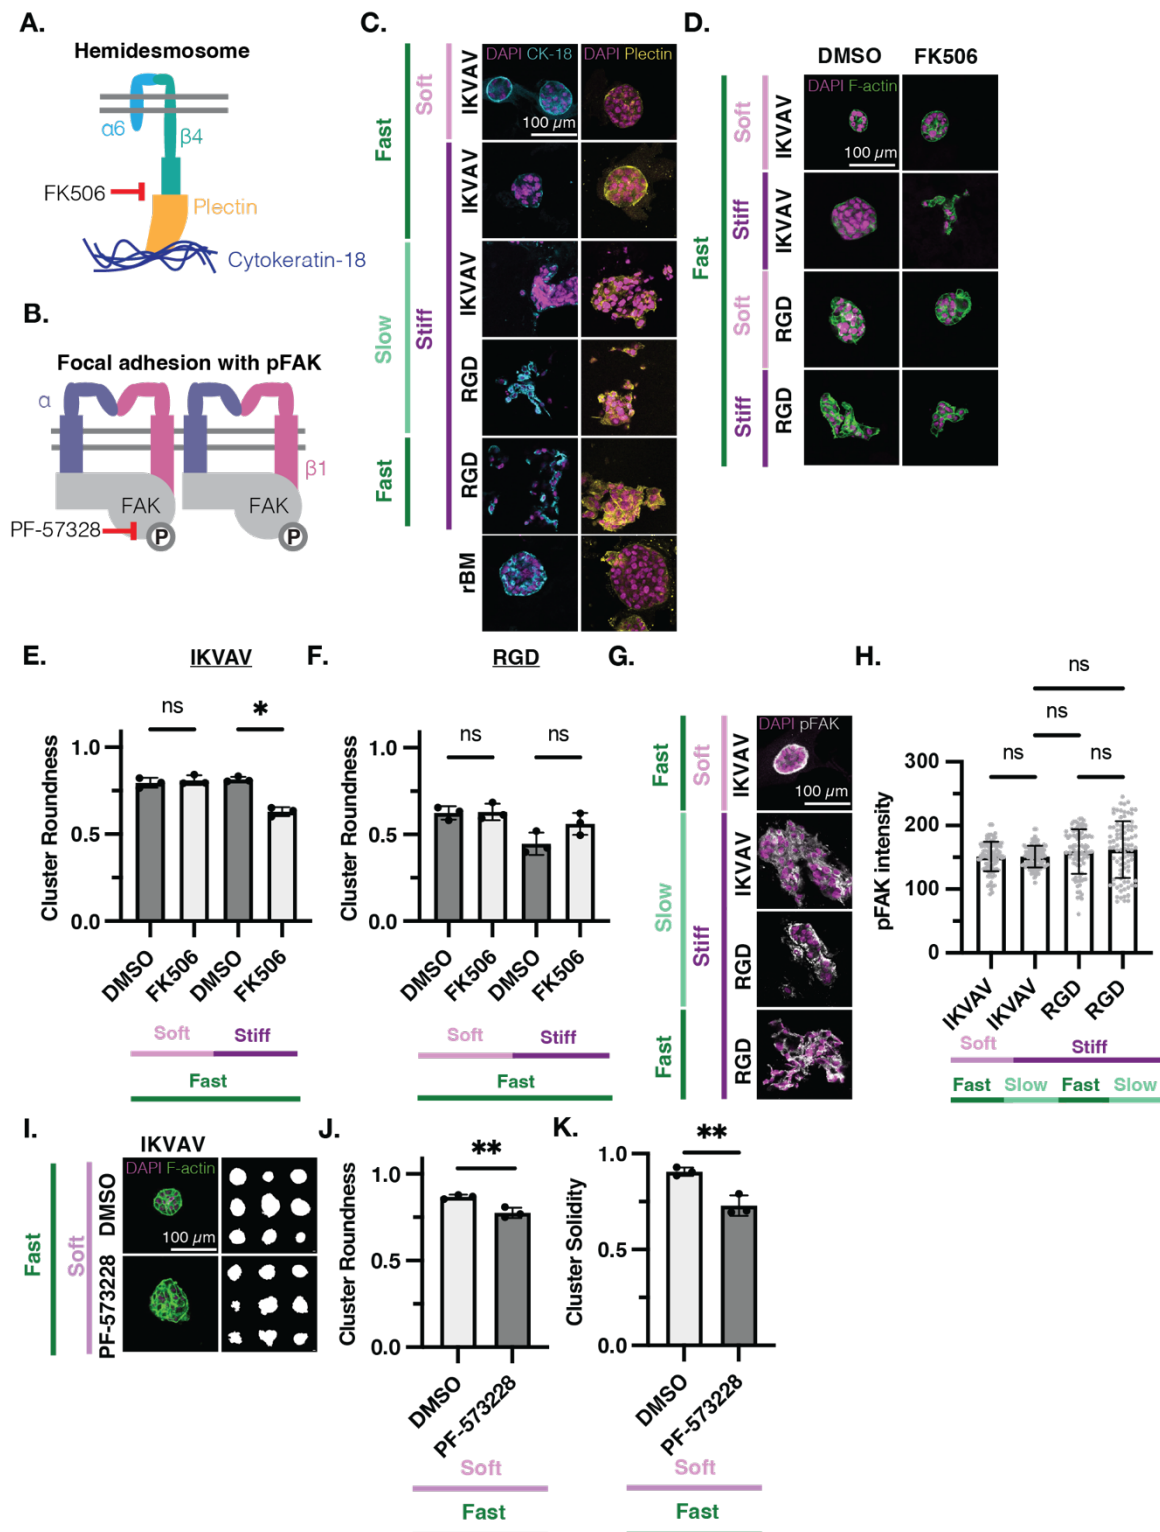 A.
Hemidesmosome
α6
β4
FK506
Plectin
Cytokeratin-18
B.
Focal adhesion with pFAK
α
β1
FAK
FAK
PF-57328
P
P
C.
Fast
Soft
IKVAV
DAPI CK-18
DAPI Plectin
100 µm
IKVAV
Slow
Stiff
IKVAV
RGD
Fast
RGD
rBM
D.
DMSO
FK506
Fast
Soft
IKVAV
DAPI F-actin
100 µm
Stiff
IKVAV
Soft
RGD
Stiff
RGD
E.
IKVAV
ns
*
Cluster Roundness
1.0
0.5
0.0
DMSO
FK506
DMSO
FK506
Soft
Stiff
Fast
F.
RGD
ns
ns
Cluster Roundness
1.0
0.5
0.0
DMSO
FK506
DMSO
FK506
Soft
Stiff
Fast
G.
Fast
Soft
IKVAV
DAPI pFAK
100 µm
Slow
Stiff
IKVAV
RGD
Fast
RGD
H.
ns
ns
ns
ns
pFAK intensity
300
200
100
0
IKVAV
IKVAV
RGD
RGD
Soft
Stiff
Fast
Slow
Fast
Slow
I.
IKVAV
Fast
Soft
DMSO
DAPI F-actin
100 µm
PF-573228
J.
**
Cluster Roundness
1.0
0.5
0.0
DMSO
PF-573228
Soft
Fast
K.
**
Cluster Solidity
1.0
0.5
0.0
DMSO
PF-573228
Soft
Fast